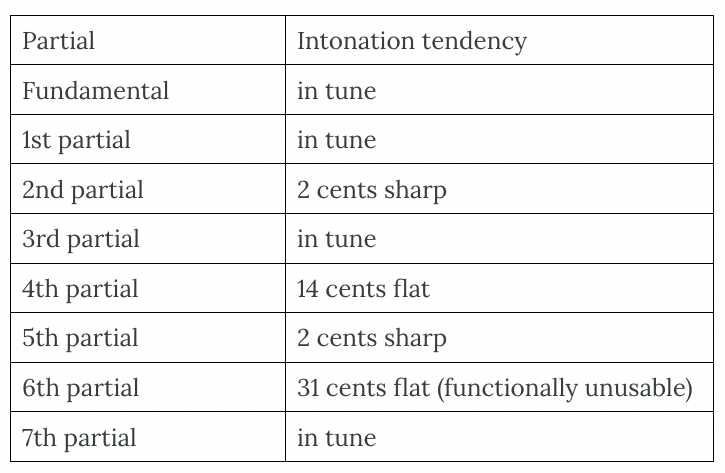 Partial Intonation tendency
Fundamental in tune
1st partial in tune
2nd partial 2 cents sharp
3rd partial in tune
4th partial 14 cents flat
5th partial 2 cents sharp
6th partial 31 cents flat (functionally unusable)
7th partial in tune